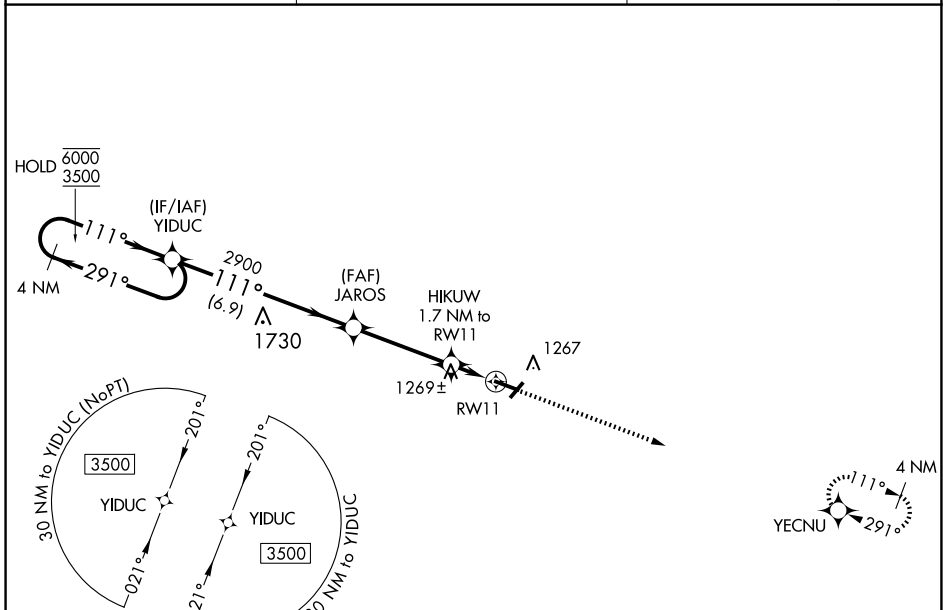 HOLD 6000
3500
111°
291°
4 NM
(IF/IAF)
YIDUC
2900
111°
(6.9)
1730
(FAF)
JAROS
HIKUW
1.7 NM to
RW11
1269±
1267
RW11
30 NM to YIDUC (NoPT)
201°
3500
YIDUC
021°
201°
YIDUC
3500
21°
0 NM to YIDUC
4 NM
111°
291°
YECNU